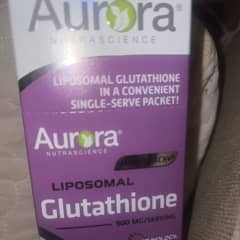 Aurora®
NUTRASCIENCE
LIPOSOMAL GLUTATHIONE
IN A CONVENIENT
SINGLE-SERVE PACKET!
Aurora®
NUTRASCIENCE
LIPOSOMAL
Glutathione
500 MG/SERVING